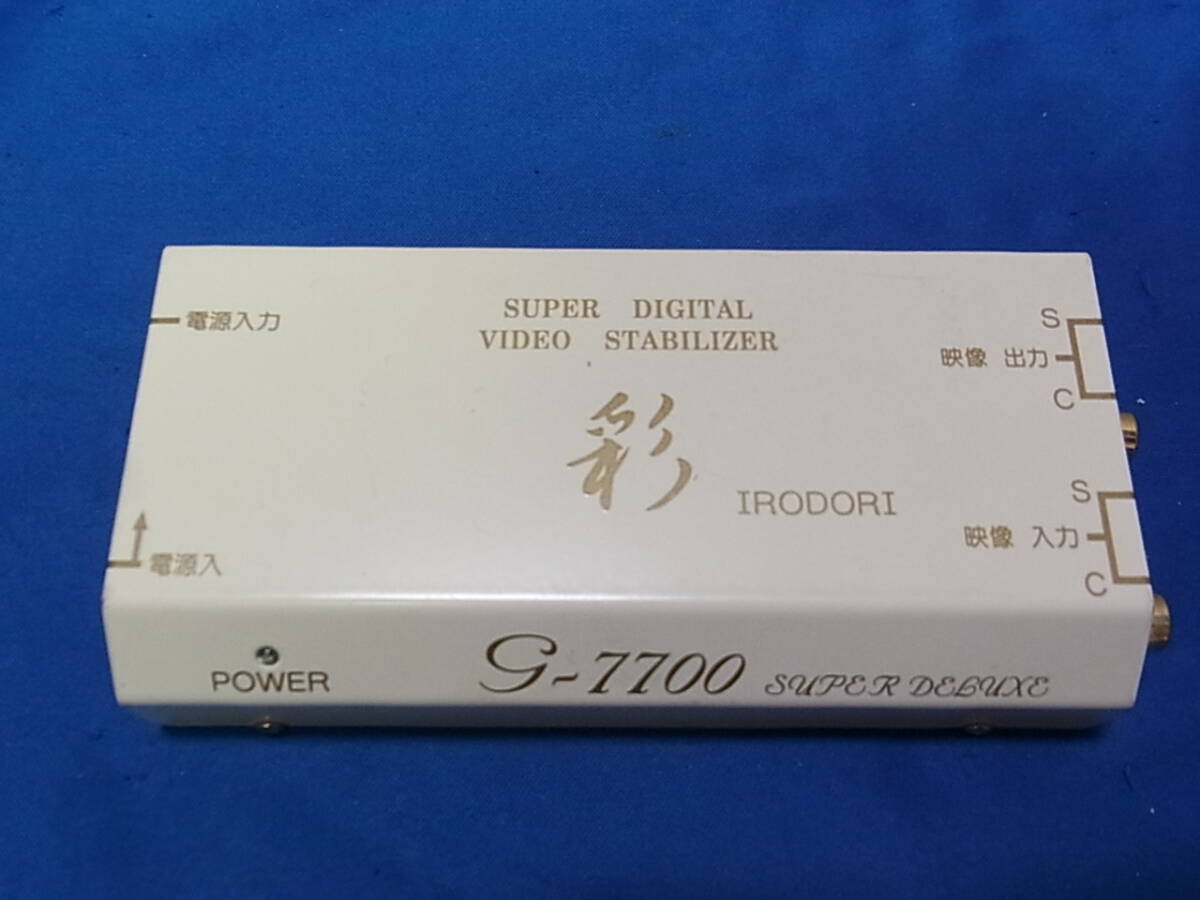 SUPER DIGITAL
VIDEO STABILIZER
電源入力
S
映像 出力
C
彩
IRODORI
S
映像 入力
C
電源入
POWER
G-7700 SUPER DELUXE